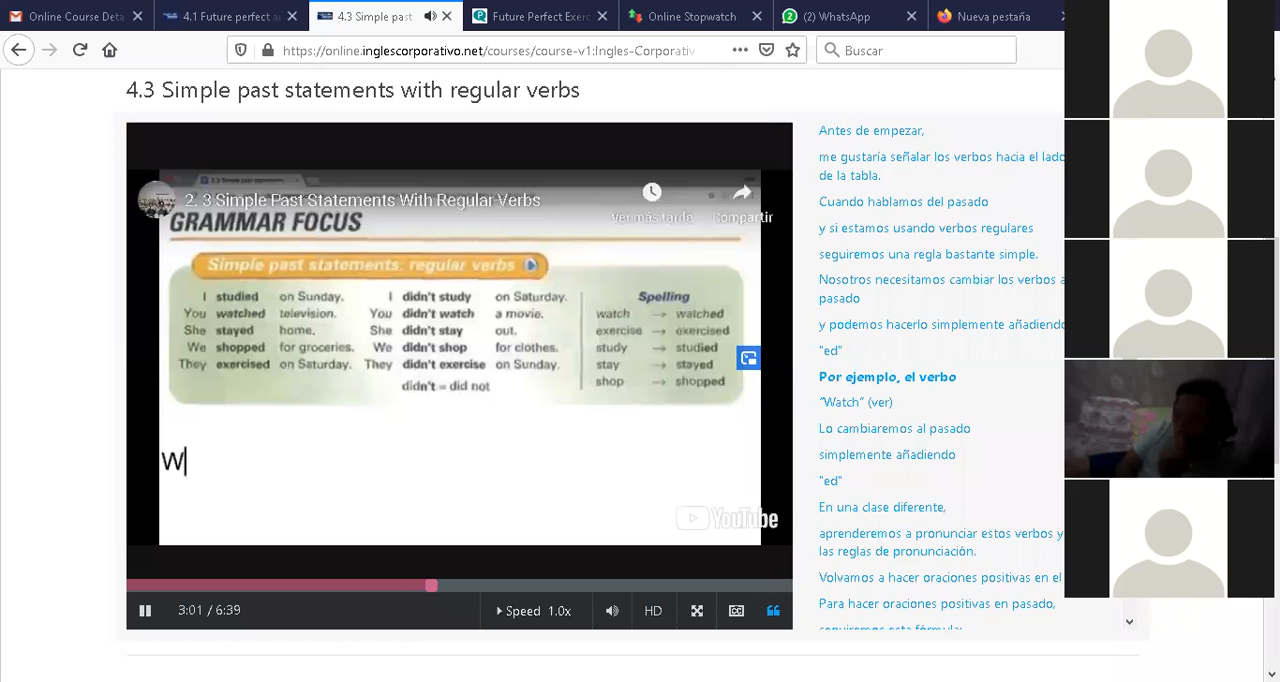 Online Course Deta
4.1 Future perfect an
4.3 Simple past
Future Perfect Exer
Online Stopwatch
(2) WhatsApp
Nueva pestaña
https://online.inglescorporativo.net/courses/course-v1:Ingles-Corporativ
Buscar
4.3 Simple past statements with regular verbs
2. 3 Simple Past Statements With Regular Verbs
Ver más tarde
Compartir
GRAMMAR FOCUS
Simple past statements: regular verbs
I studied on Sunday. I didn't study on Saturday. Spelling
You watched television. You didn't watch a movie. watch → watched
She stayed home. She didn't stay out. exercise → exercised
We shopped for groceries. We didn't shop for clothes. study → studied
They exercised on Saturday. They didn't exercise on Sunday. stay → stayed
didn't = did not shop → shopped
W
YouTube
3:01 / 6:39
Speed 1.0x
HD
Antes de empezar,
me gustaría señalar los verbos hacia el lado
de la tabla.
Cuando hablamos del pasado
y si estamos usando verbos regulares
seguiremos una regla bastante simple.
Nosotros necesitamos cambiar los verbos a
pasado
y podemos hacerlo simplemente añadiendo
"ed"
Por ejemplo, el verbo
“Watch” (ver)
Lo cambiaremos al pasado
simplemente añadiendo
"ed"
En una clase diferente,
aprenderemos a pronunciar estos verbos y
las reglas de pronunciación.
Volvamos a hacer oraciones positivas en el
Para hacer oraciones positivas en pasado,
seguiremos esta fórmula: